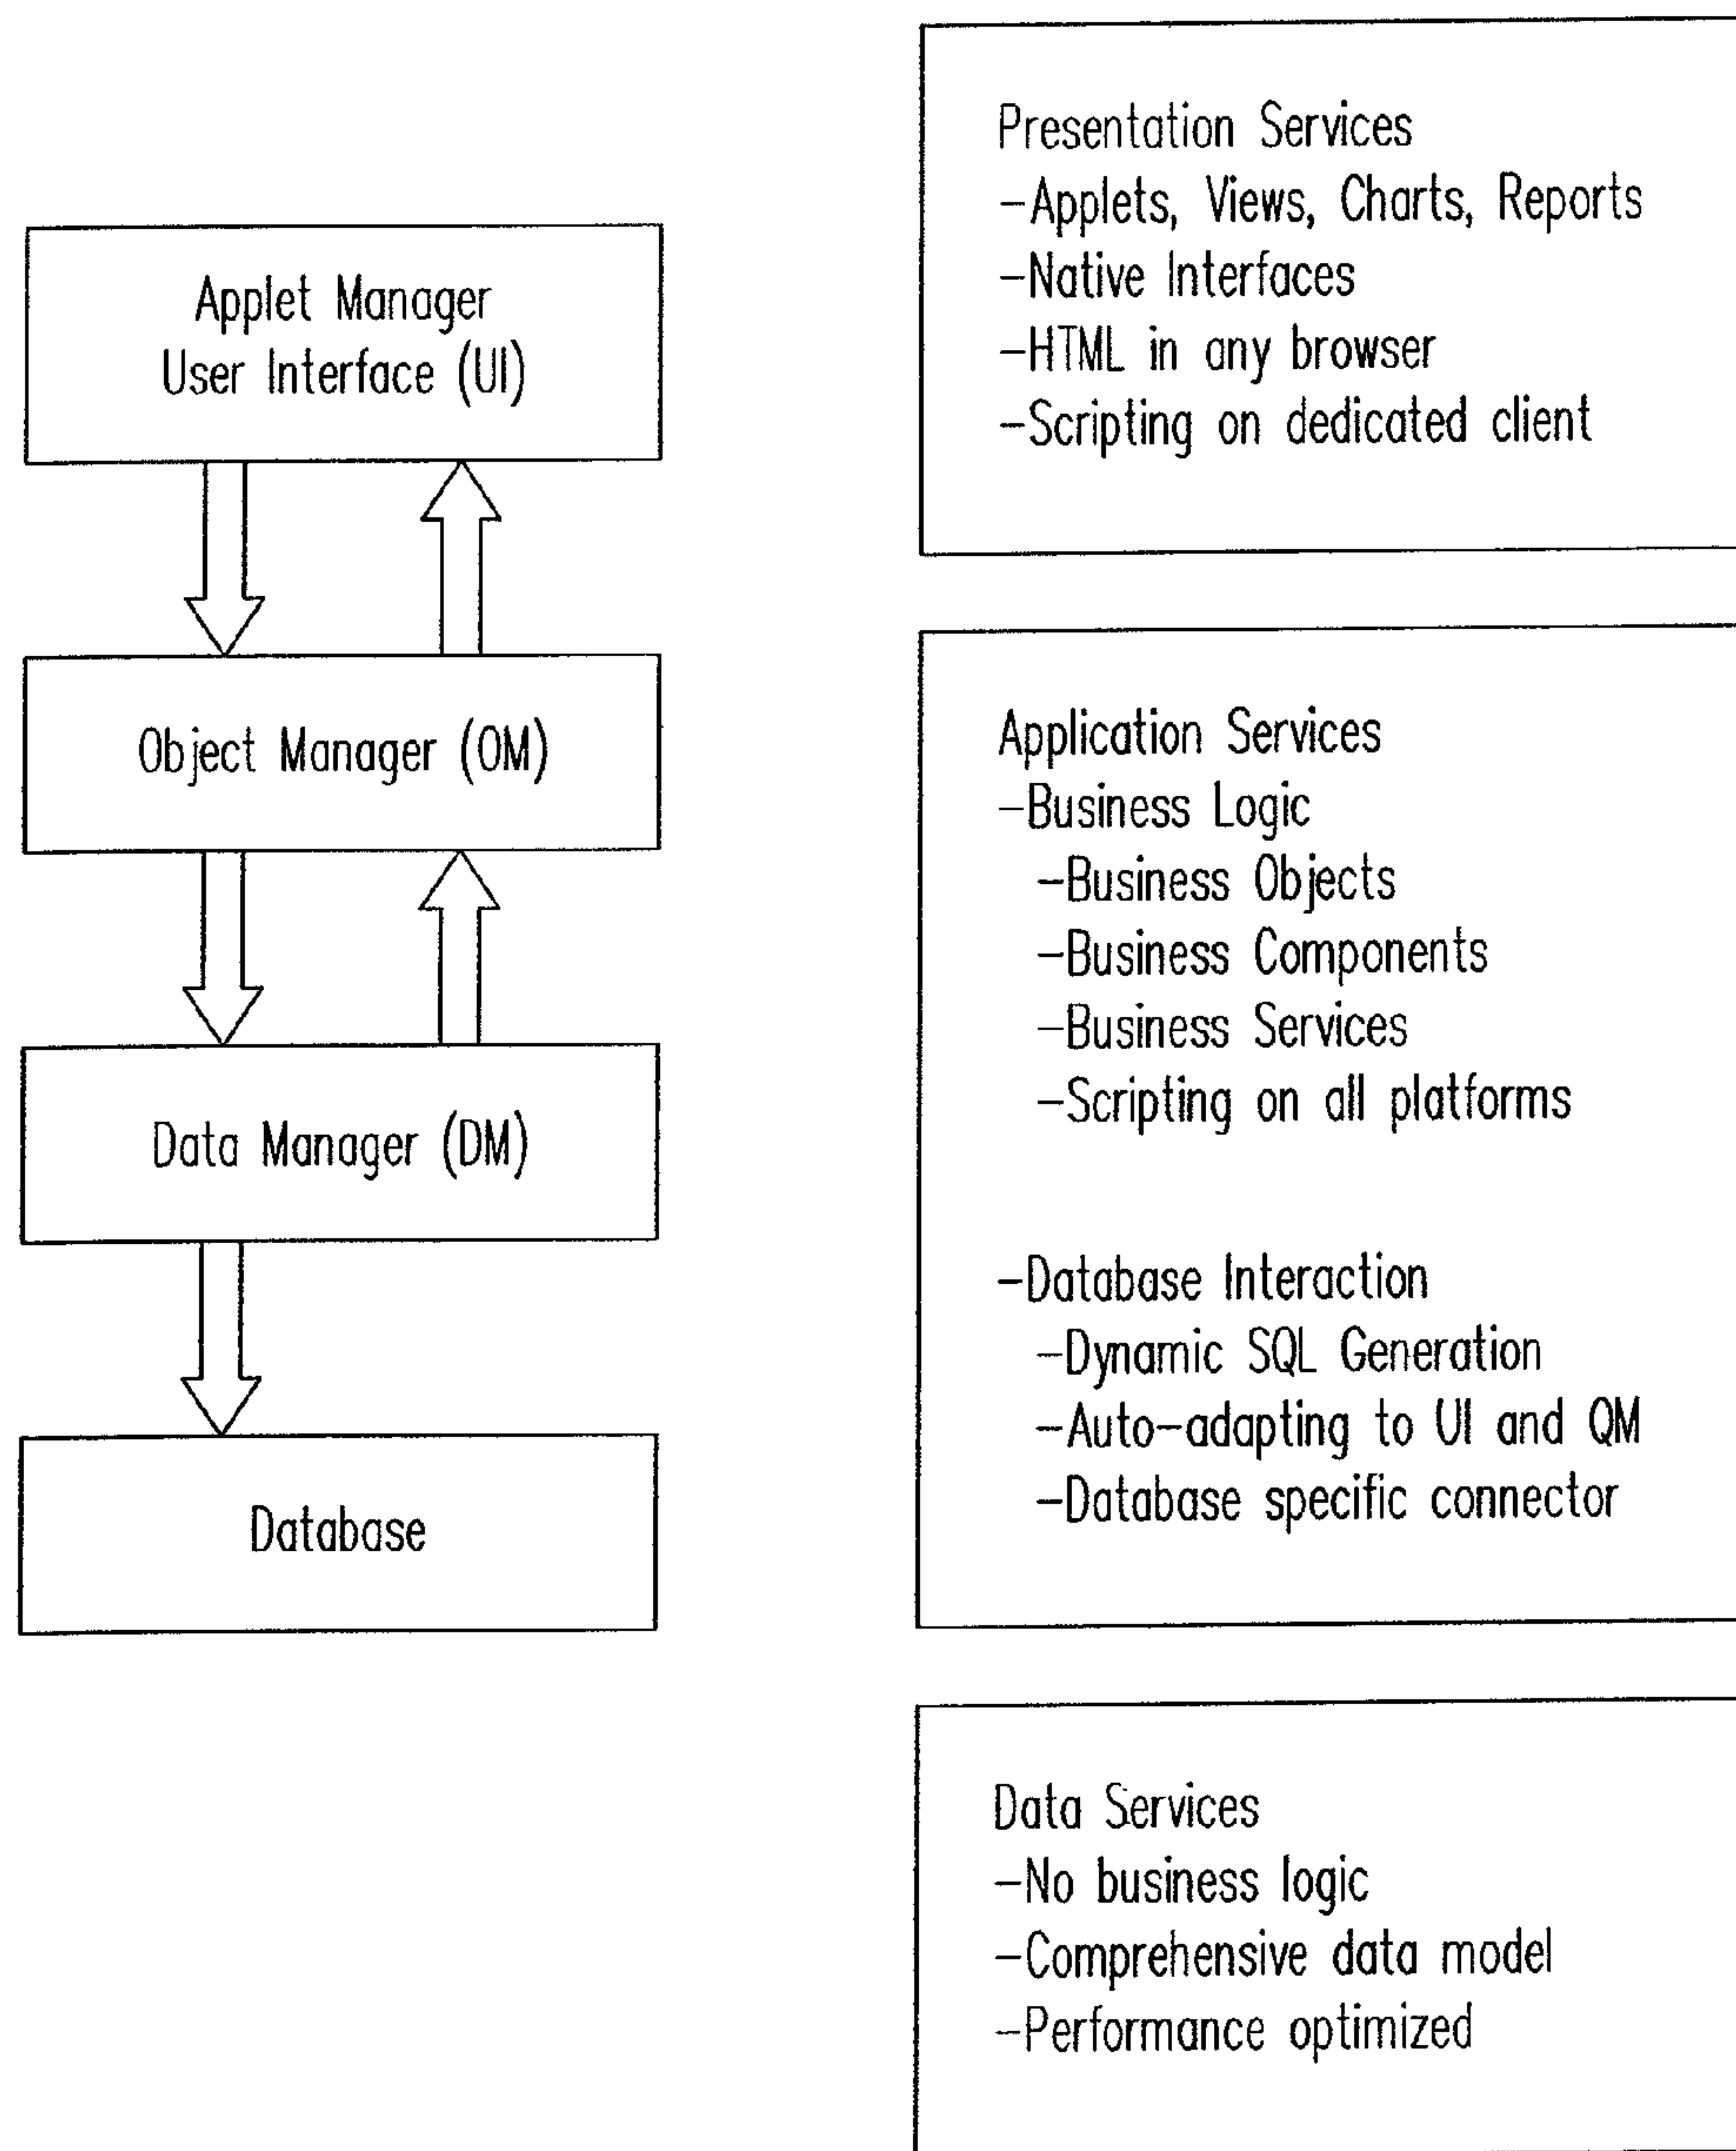 Applet Manager
User Interface (UI)
Object Manager (OM)
Data Manager (DM)
Database
Presentation Services
-Applets, Views, Charts, Reports
-Native Interfaces
-HTML in any browser
-Scripting on dedicated client
Application Services
-Business Logic
-Business Objects
-Business Components
-Business Services
-Scripting on all platforms
-Database Interaction
-Dynamic SQL Generation
-Auto-adapting to UI and QM
-Database specific connector
Data Services
-No business logic
-Comprehensive data model
-Performance optimized